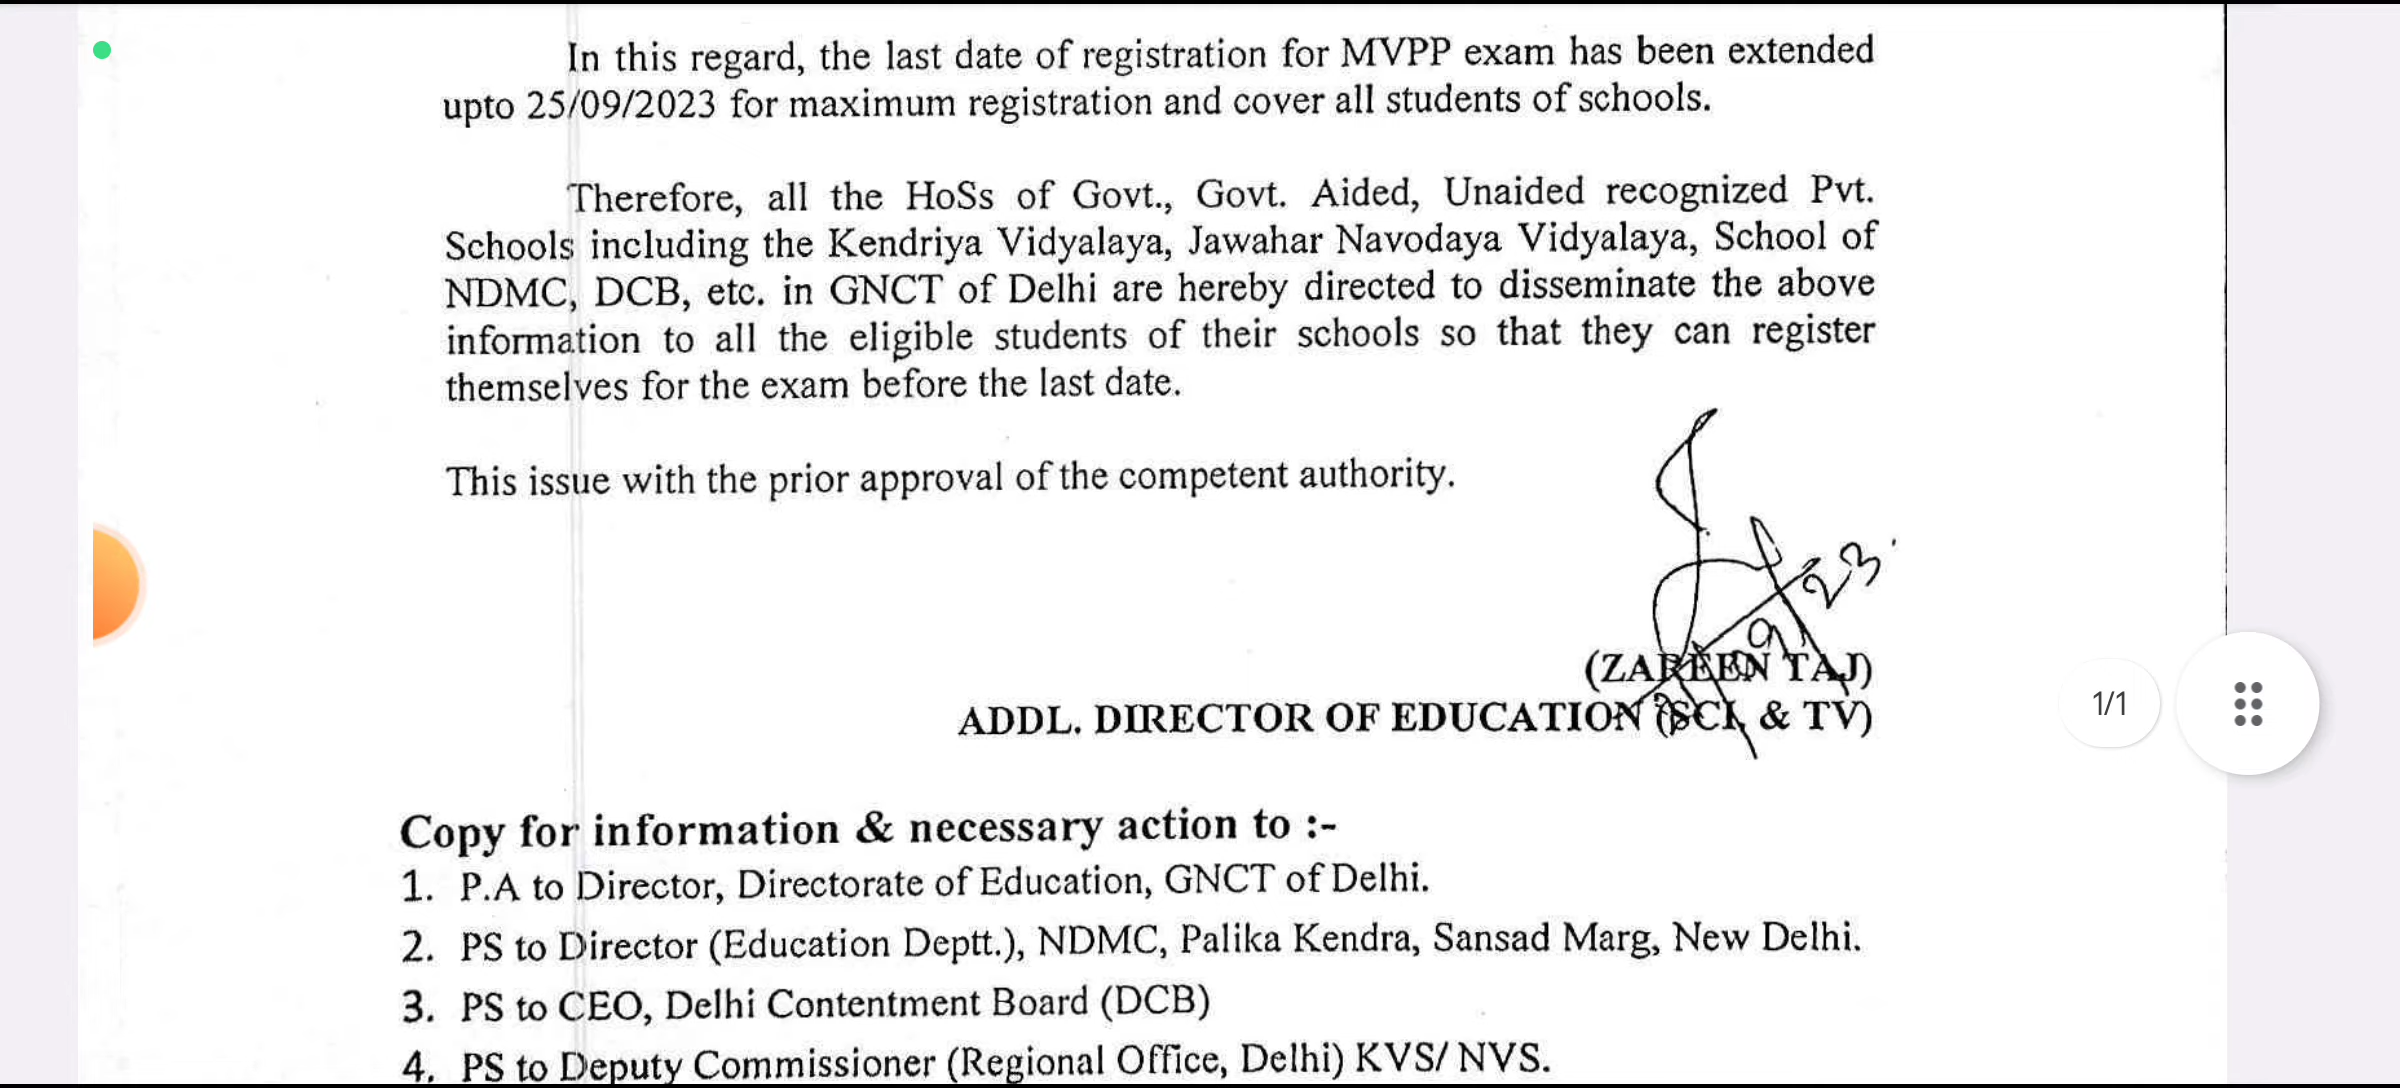 In this regard, the last date of registration for MVPP exam has been extended
upto 25/09/2023 for maximum registration and cover all students of schools.
Therefore, all the HoSs of Govt., Govt. Aided, Unaided recognized Pvt.
Schools including the Kendriya Vidyalaya, Jawahar Navodaya Vidyalaya, School of
NDMC, DCB, etc. in GNCT of Delhi are hereby directed to disseminate the above
information to all the eligible students of their schools so that they can register
themselves for the exam before the last date.
This issue with the prior approval of the competent authority.
(ZAREEN TAJ)
ADDL. DIRECTOR OF EDUCATION (SCI, & TV)
1/1
Copy for information & necessary action to :-
1. P.A to Director, Directorate of Education, GNCT of Delhi.
2. PS to Director (Education Deptt.), NDMC, Palika Kendra, Sansad Marg, New Delhi.
3. PS to CEO, Delhi Contentment Board (DCB)
4. PS to Deputy Commissioner (Regional Office, Delhi) KVS/ NVS.